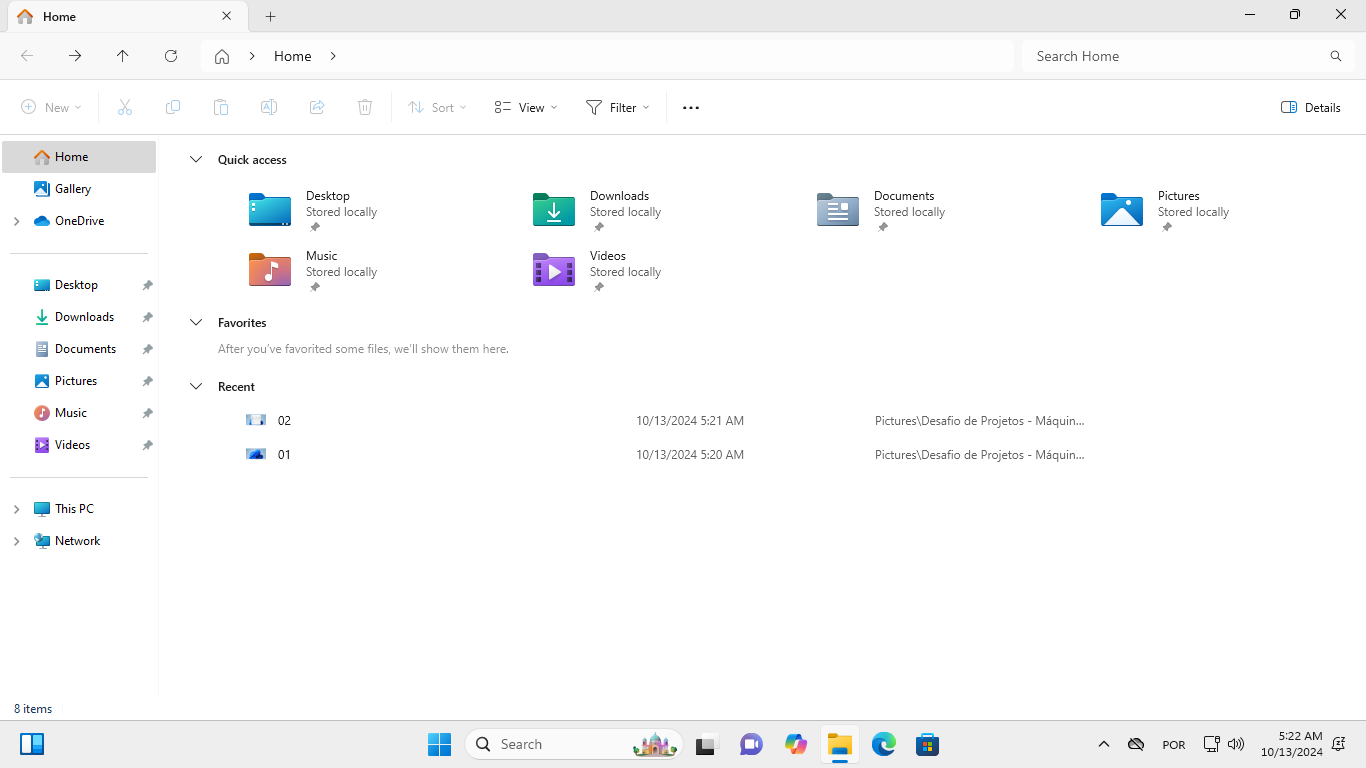 Home
Home
Search Home
New
Sort
View
Filter
Details
Home
Gallery
OneDrive
Desktop
Downloads
Documents
Pictures
Music
Videos
This PC
Network
Quick access
Desktop
Stored locally
Downloads
Stored locally
Documents
Stored locally
Pictures
Stored locally
Music
Stored locally
Videos
Stored locally
Favorites
After you've favorited some files, we'll show them here.
Recent
02 10/13/2024 5:21 AM Pictures\Desafio de Projetos - Máquin...
01 10/13/2024 5:20 AM Pictures\Desafio de Projetos - Máquin...
8 items
Search
POR
5:22 AM
10/13/2024